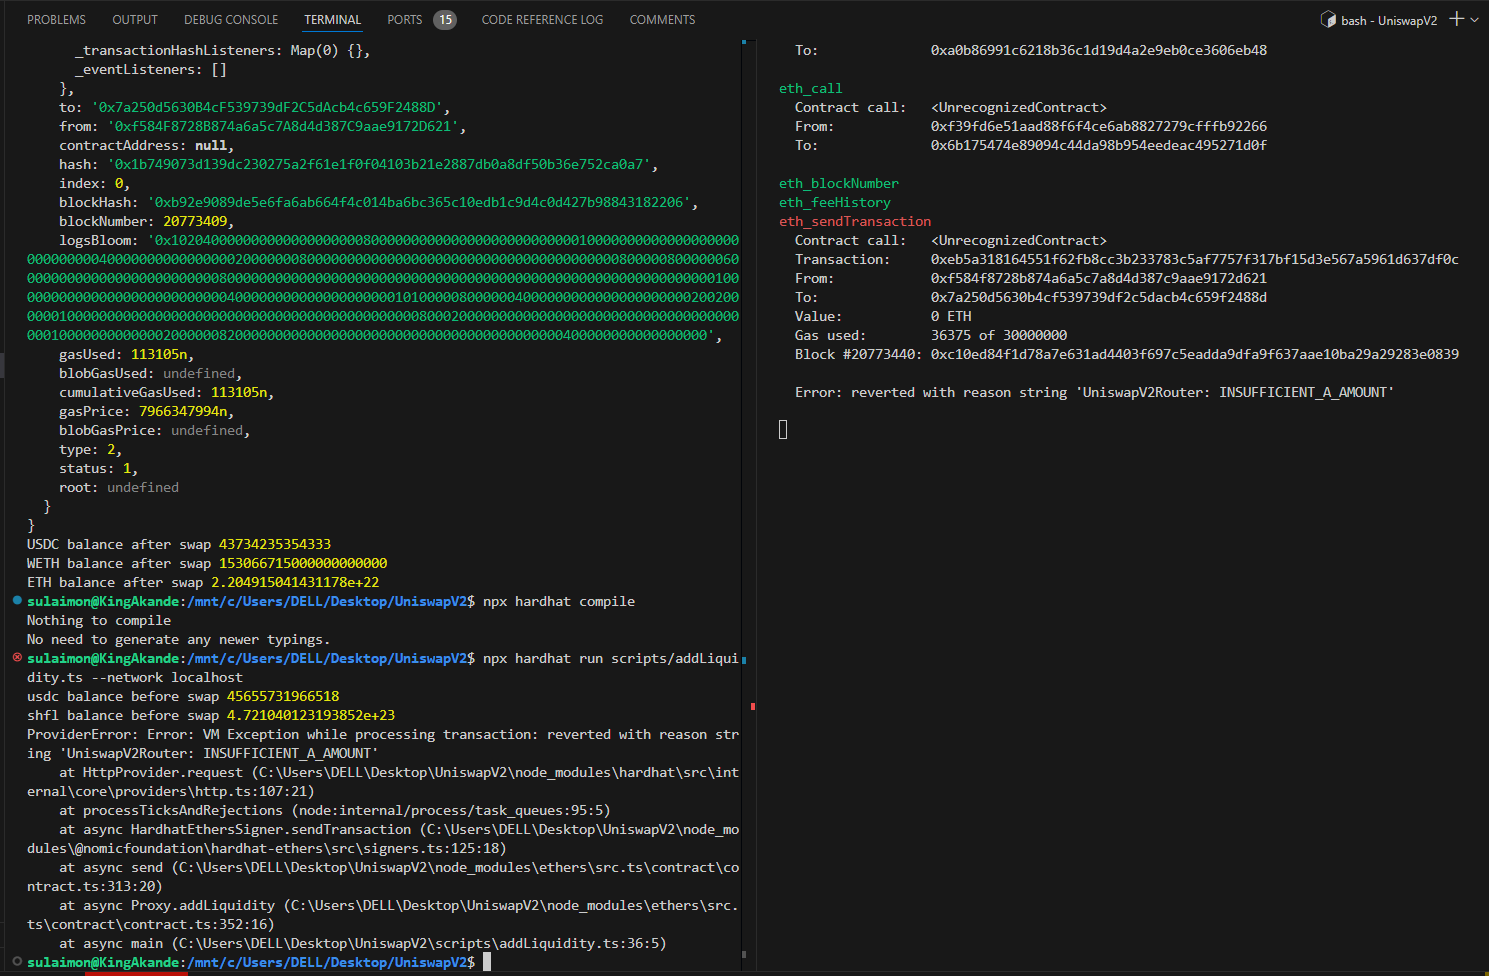 PROBLEMS OUTPUT DEBUG CONSOLE TERMINAL PORTS 15 CODE REFERENCE LOG COMMENTS bash - UniswapV2
_transactionHashListeners: Map(0) {},
_eventListeners: []
},
to: '0x7a250d5630B4cF539739dF2C5dAcb4c659F2488D',
from: '0xf584F8728B874a6a5c7A8d4d387C9aae9172D621',
contractAddress: null,
hash: '0x1b749073d139dc230275a2f61e1f0f04103b21e2887db0a8df50b36e752ca0a7',
index: 0,
blockHash: '0xb92e9089de5e6fa6ab664f4c014ba6bc365c10edb1c9d4c0d427b98843182206',
blockNumber: 20773409,
logsBloom:
gasUsed: 113105n,
blobGasUsed: undefined,
cumulativeGasUsed: 113105n,
gasPrice: 7966347994n,
blobGasPrice: undefined,
type: 2,
status: 1,
root: undefined
}
}
USDC balance after swap 43734235354333
WETH balance after swap 153066715000000000000
ETH balance after swap 2.204915041431178e+22
sulaimon@KingAkande:/mnt/c/Users/DELL/Desktop/UniswapV2$ npx hardhat compile
Nothing to compile
No need to generate any newer typings.
sulaimon@KingAkande:/mnt/c/Users/DELL/Desktop/UniswapV2$ npx hardhat run scripts/addLiqui
dity.ts --network localhost
usdc balance before swap 45655731966518
shfl balance before swap 4.721040123193852e+23
ProviderError: Error: VM Exception while processing transaction: reverted with reason str
ing 'UniswapV2Router: INSUFFICIENT_A_AMOUNT'
at HttpProvider.request (C:\Users\DELL\Desktop\UniswapV2\node_modules\hardhat\src\int
ernal\core\providers\http.ts:107:21)
at processTicksAndRejections (node:internal/process/task_queues:95:5)
at async HardhatEthersSigner.sendTransaction (C:\Users\DELL\Desktop\UniswapV2\node_mo
dules\@nomicfoundation\hardhat-ethers\src\signers.ts:125:18)
at async send (C:\Users\DELL\Desktop\UniswapV2\node_modules\ethers\src.ts\contract\co
ntract.ts:313:20)
at async Proxy.addLiquidity (C:\Users\DELL\Desktop\UniswapV2\node_modules\ethers\src.
ts\contract\contract.ts:352:16)
at async main (C:\Users\DELL\Desktop\UniswapV2\scripts\addLiquidity.ts:36:5)
sulaimon@KingAkande:/mnt/c/Users/DELL/Desktop/UniswapV2$
To: 0xa0b86991c6218b36c1d19d4a2e9eb0ce3606eb48
eth_call
Contract call: <UnrecognizedContract>
From: 0xf39fd6e51aad88f6f4ce6ab8827279cfffb92266
To: 0x6b175474e89094c44da98b954eedeac495271d0f
eth_blockNumber
eth_feeHistory
eth_sendTransaction
Contract call: <UnrecognizedContract>
Transaction: 0xeb5a318164551f62fb8cc3b233783c5af7757f317bf15d3e567a5961d637df0c
From: 0xf584f8728b874a6a5c7a8d4d387c9aae9172d621
To: 0x7a250d5630b4cf539739df2c5dacb4c659f2488d
Value: 0 ETH
Gas used: 36375 of 30000000
Block #20773440: 0xc10ed84f1d78a7e631ad4403f697c5eadda9dfa9f637aae10ba29a29283e0839
Error: reverted with reason string 'UniswapV2Router: INSUFFICIENT_A_AMOUNT'